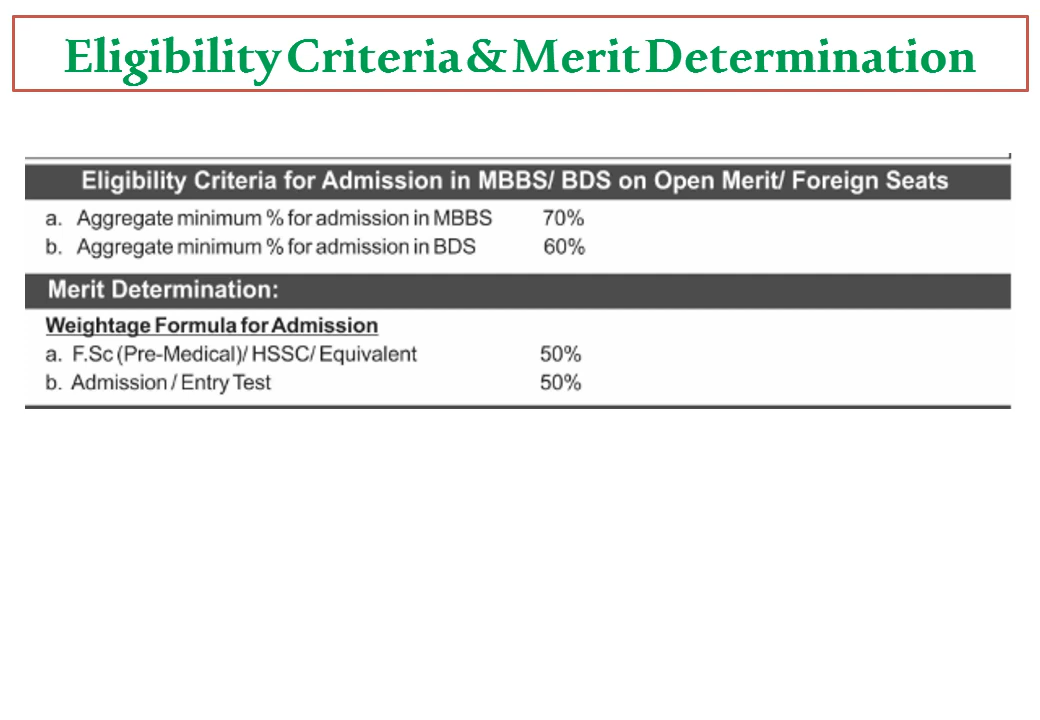 Eligibility Criteria & Merit Determination
Eligibility Criteria for Admission in MBBS/ BDS on Open Merit/ Foreign Seats
a. Aggregate minimum % for admission in MBBS 70%
b. Aggregate minimum % for admission in BDS 60%
Merit Determination:
Weightage Formula for Admission
a. F.Sc (Pre-Medical)/ HSSC/ Equivalent 50%
b. Admission / Entry Test 50%